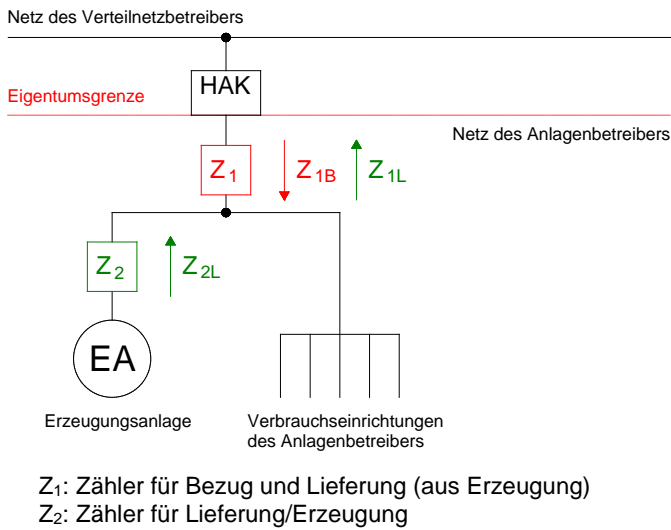 Netz des Verteilnetzbetreibers
HAK
Eigentumsgrenze
Netz des Anlagenbetreibers
Z1 Z1B Z1L
Z2 Z2L
EA
Erzeugungsanlage
Verbrauchseinrichtungen
des Anlagenbetreibers
Z1: Zähler für Bezug und Lieferung (aus Erzeugung)
Z2: Zähler für Lieferung/Erzeugung